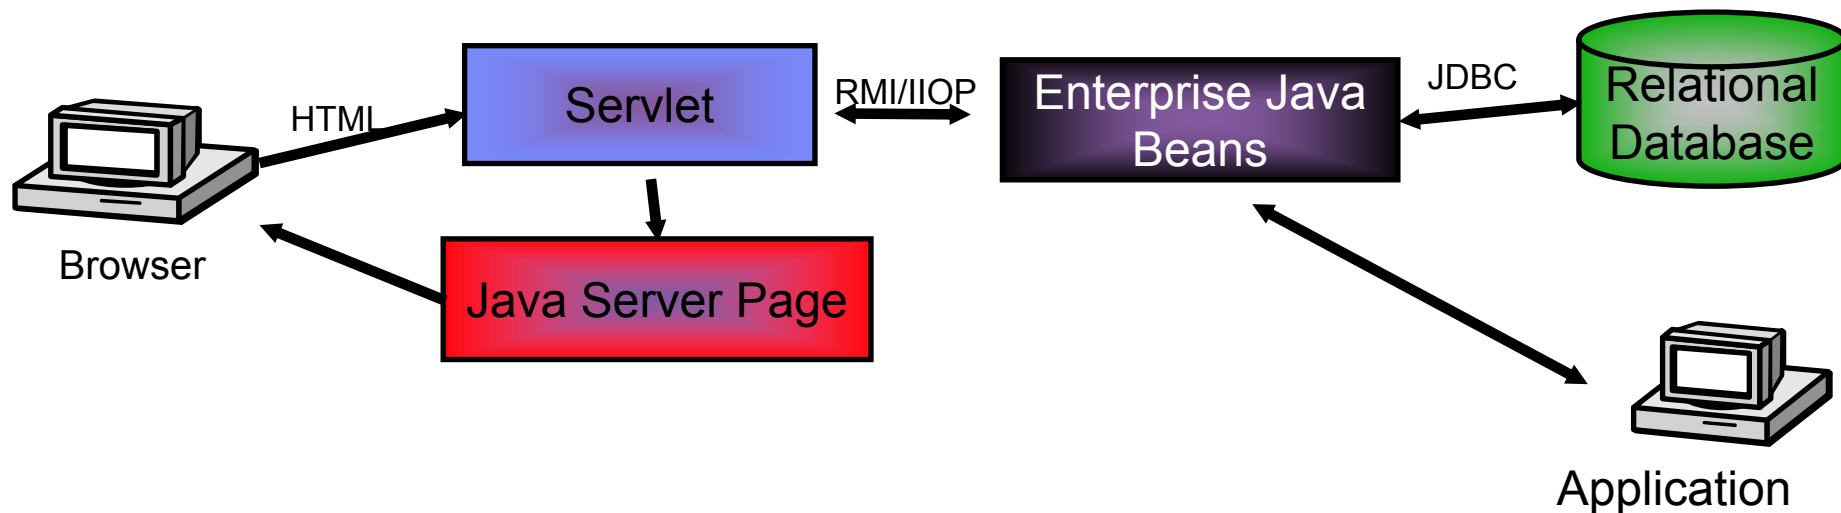 HTML
Servlet
RMI/IIOP
Enterprise Java
Beans
JDBC
Relational
Database
Browser
Java Server Page
Application